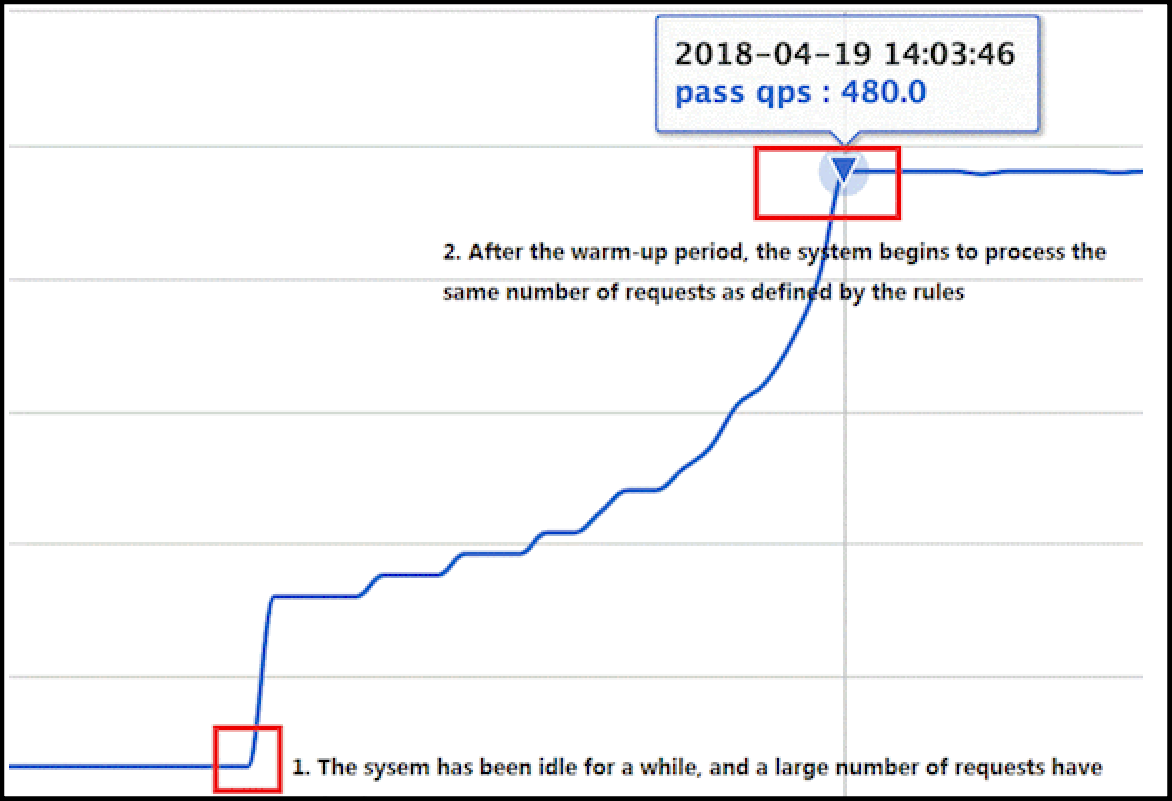 2018-04-19 14:03:46
pass qps : 480.0
2. After the warm-up period, the system begins to process the
same number of requests as defined by the rules
1. The sysem has been idle for a while, and a large number of requests have